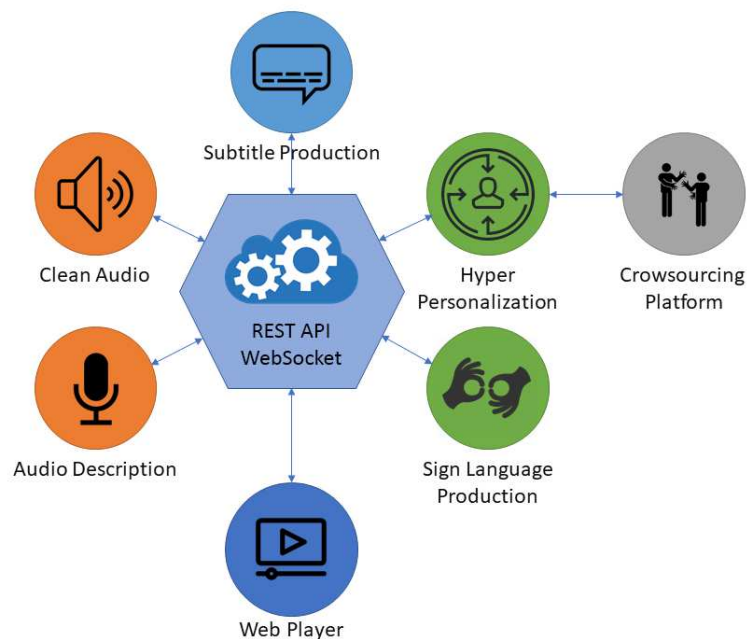 Subtitle Production
Clean Audio
Hyper
Personalization
Crowsourcing
Platform
REST API
WebSocket
Audio Description
Sign Language
Production
Web Player